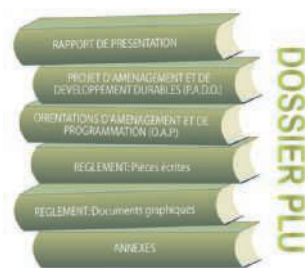 RAPPORT DE PRESENTATION
PROJET D'AMENAGEMENT ET DE
DEVELOPPEMENT DURABLES (P.A.D.D.)
ORIENTATIONS D'AMENAGEMENT ET DE
PROGRAMMATION (O.A.P)
REGLEMENT: Pièces écrites
REGLEMENT: Documents graphiques
ANNEXES
DOSSIER PLU